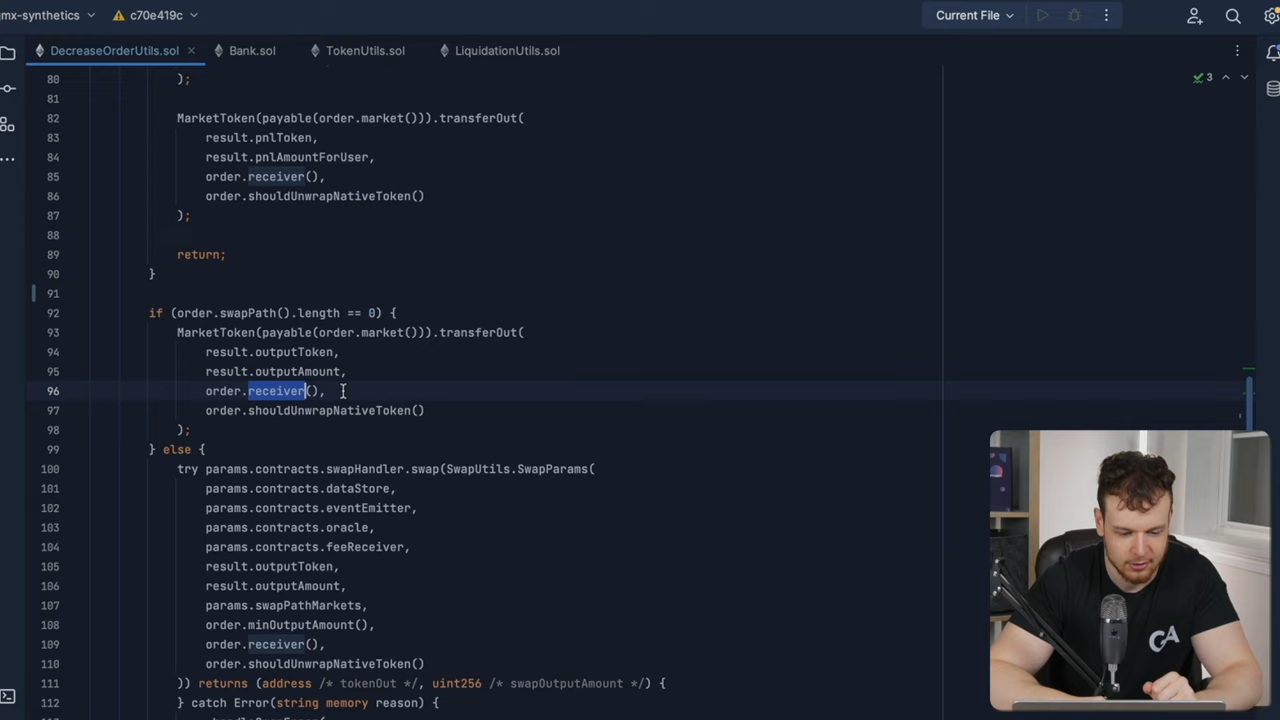 mx-synthetics c70e419c Current File
DecreaseOrderUtils.sol Bank.sol TokenUtils.sol LiquidationUtils.sol
80 );
81
82 MarketToken(payable(order.market())).transferOut(
83 result.pnlToken,
84 result.pnlAmountForUser,
85 order.receiver(),
86 order.shouldUnwrapNativeToken()
87 );
88
89 return;
90 }
91
92 if (order.swapPath().length == 0) {
93 MarketToken(payable(order.market())).transferOut(
94 result.outputToken,
95 result.outputAmount,
96 order.receiver(),
97 order.shouldUnwrapNativeToken()
98 );
99 } else {
100 try params.contracts.swapHandler.swap(SwapUtils.SwapParams(
101 params.contracts.dataStore,
102 params.contracts.eventEmitter,
103 params.contracts.oracle,
104 params.contracts.feeReceiver,
105 result.outputToken,
106 result.outputAmount,
107 params.swapPathMarkets,
108 order.minOutputAmount(),
109 order.receiver(),
110 order.shouldUnwrapNativeToken()
111 )) returns (address /* tokenOut */, uint256 /* swapOutputAmount */) {
112 } catch Error(string memory reason) {
3
GA